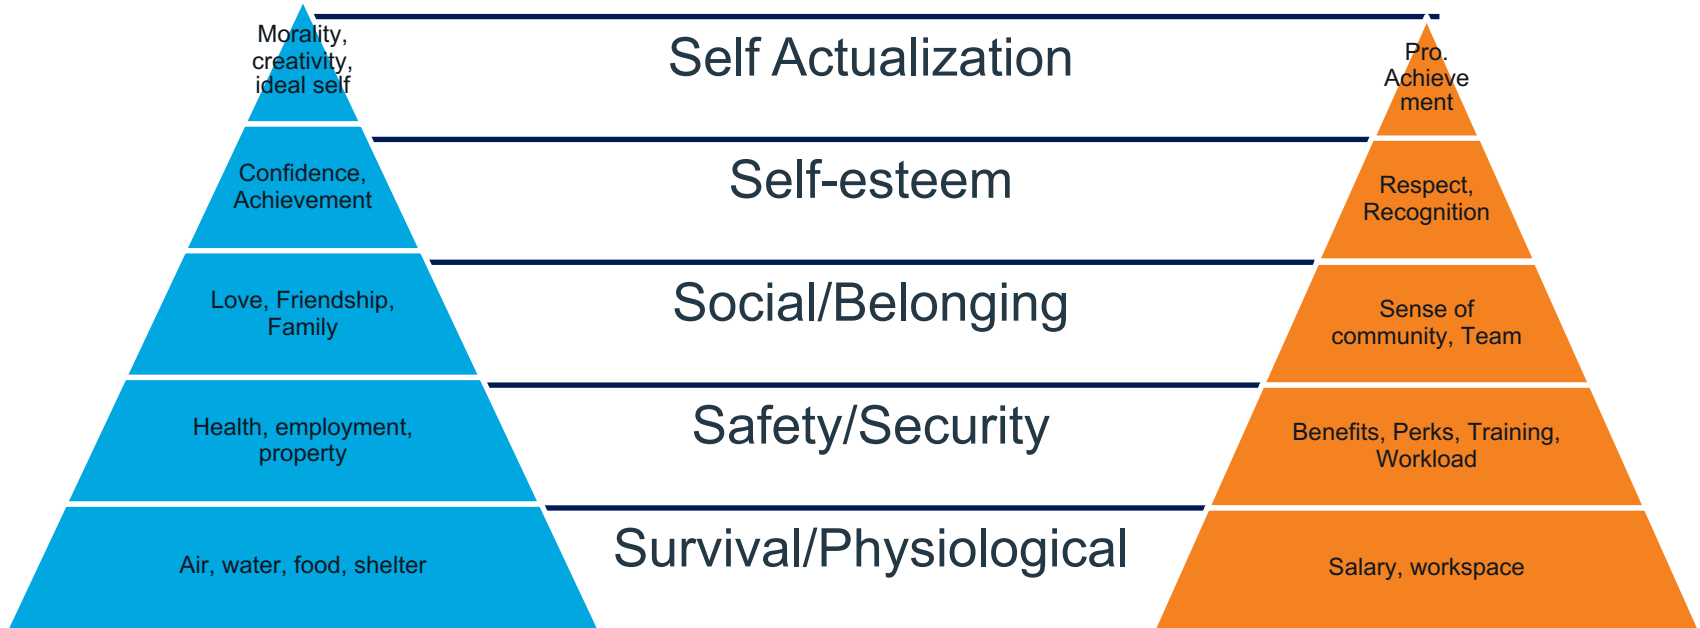 Morality,
creativity,
ideal self
Self Actualization
Pro.
Achieve
ment
Confidence,
Achievement
Self-esteem
Respect,
Recognition
Love, Friendship,
Family
Social/Belonging
Sense of
community, Team
Health, employment,
property
Safety/Security
Benefits, Perks, Training,
Workload
Air, water, food, shelter
Survival/Physiological
Salary, workspace